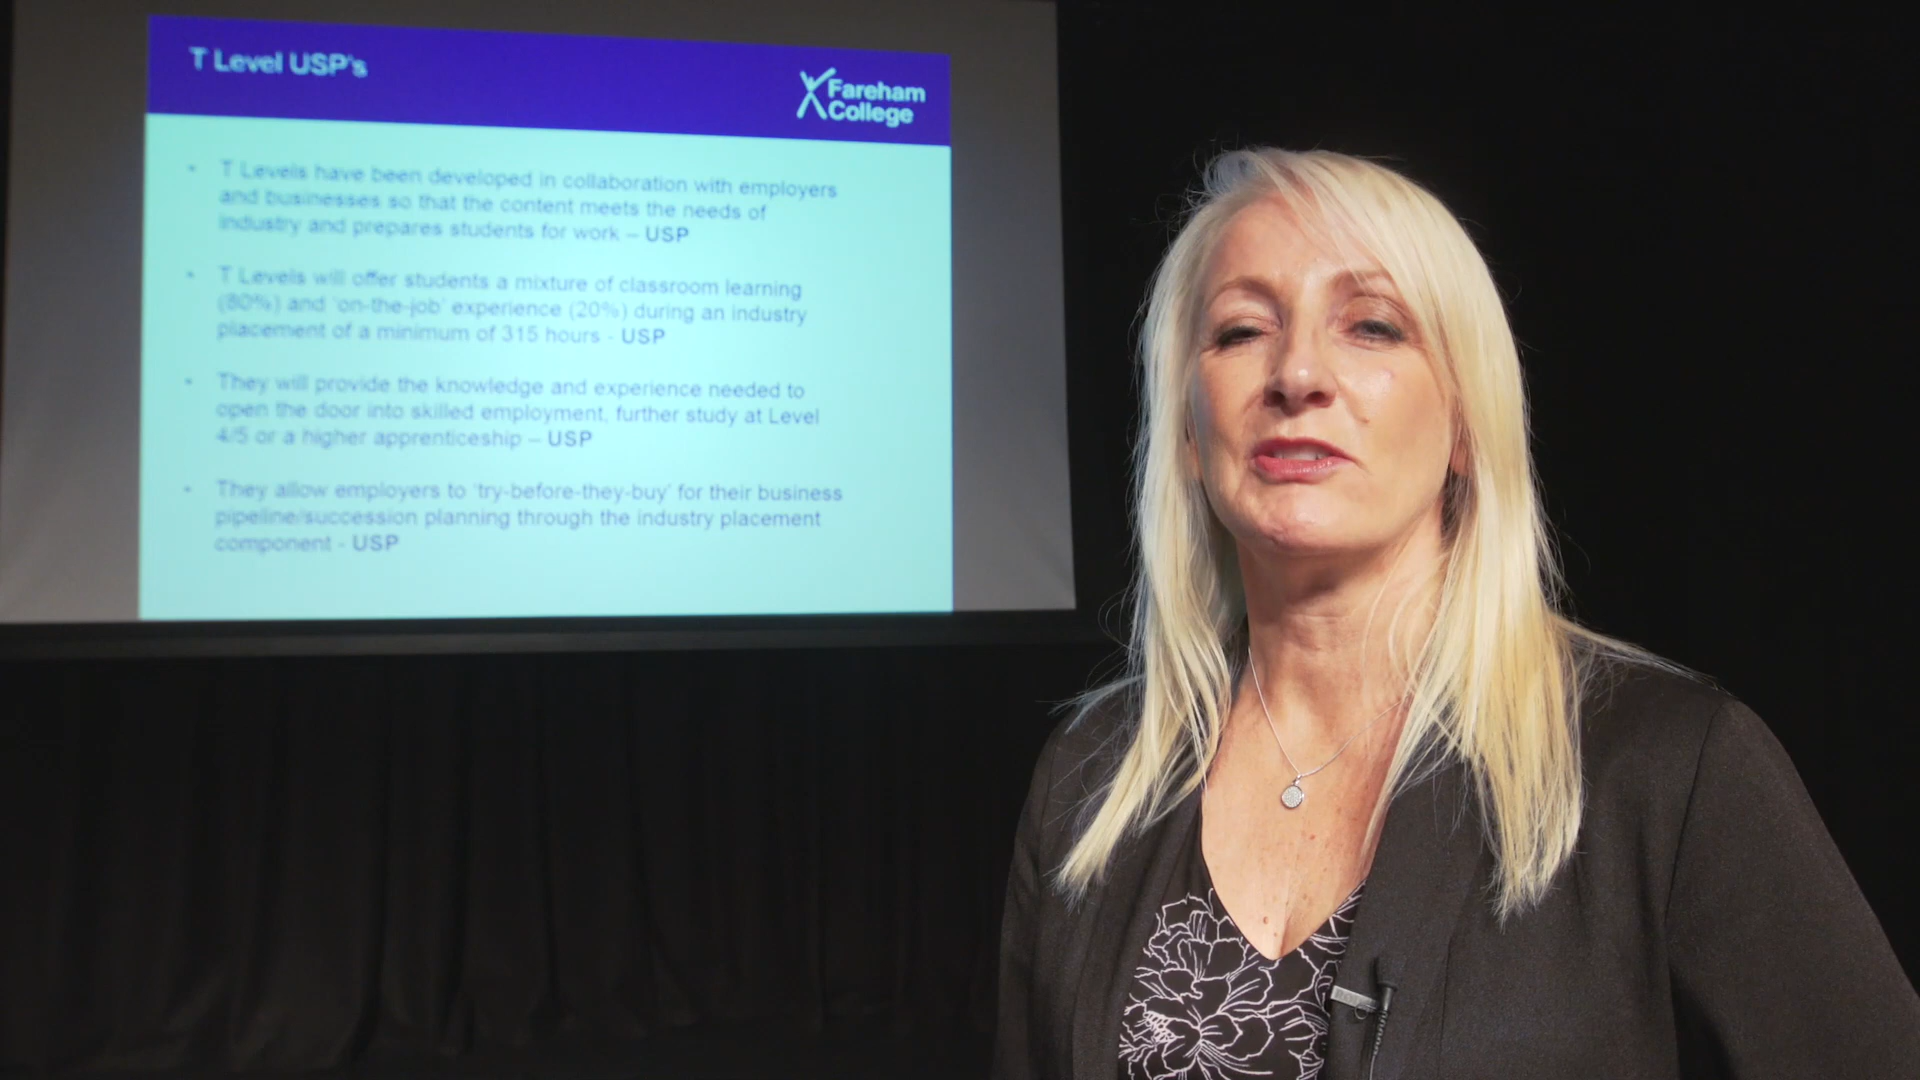 T Level USP's
Fareham
College
• T Levels have been developed in collaboration with employers
and businesses so that the content meets the needs of
industry and prepares students for work – USP
• T Levels will offer students a mixture of classroom learning
(80%) and 'on-the-job' experience (20%) during an industry
placement of a minimum of 315 hours - USP
• They will provide the knowledge and experience needed to
open the door into skilled employment, further study at Level
4/5 or a higher apprenticeship – USP
• They allow employers to 'try-before-they-buy' for their business
pipeline/succession planning through the industry placement
component - USP